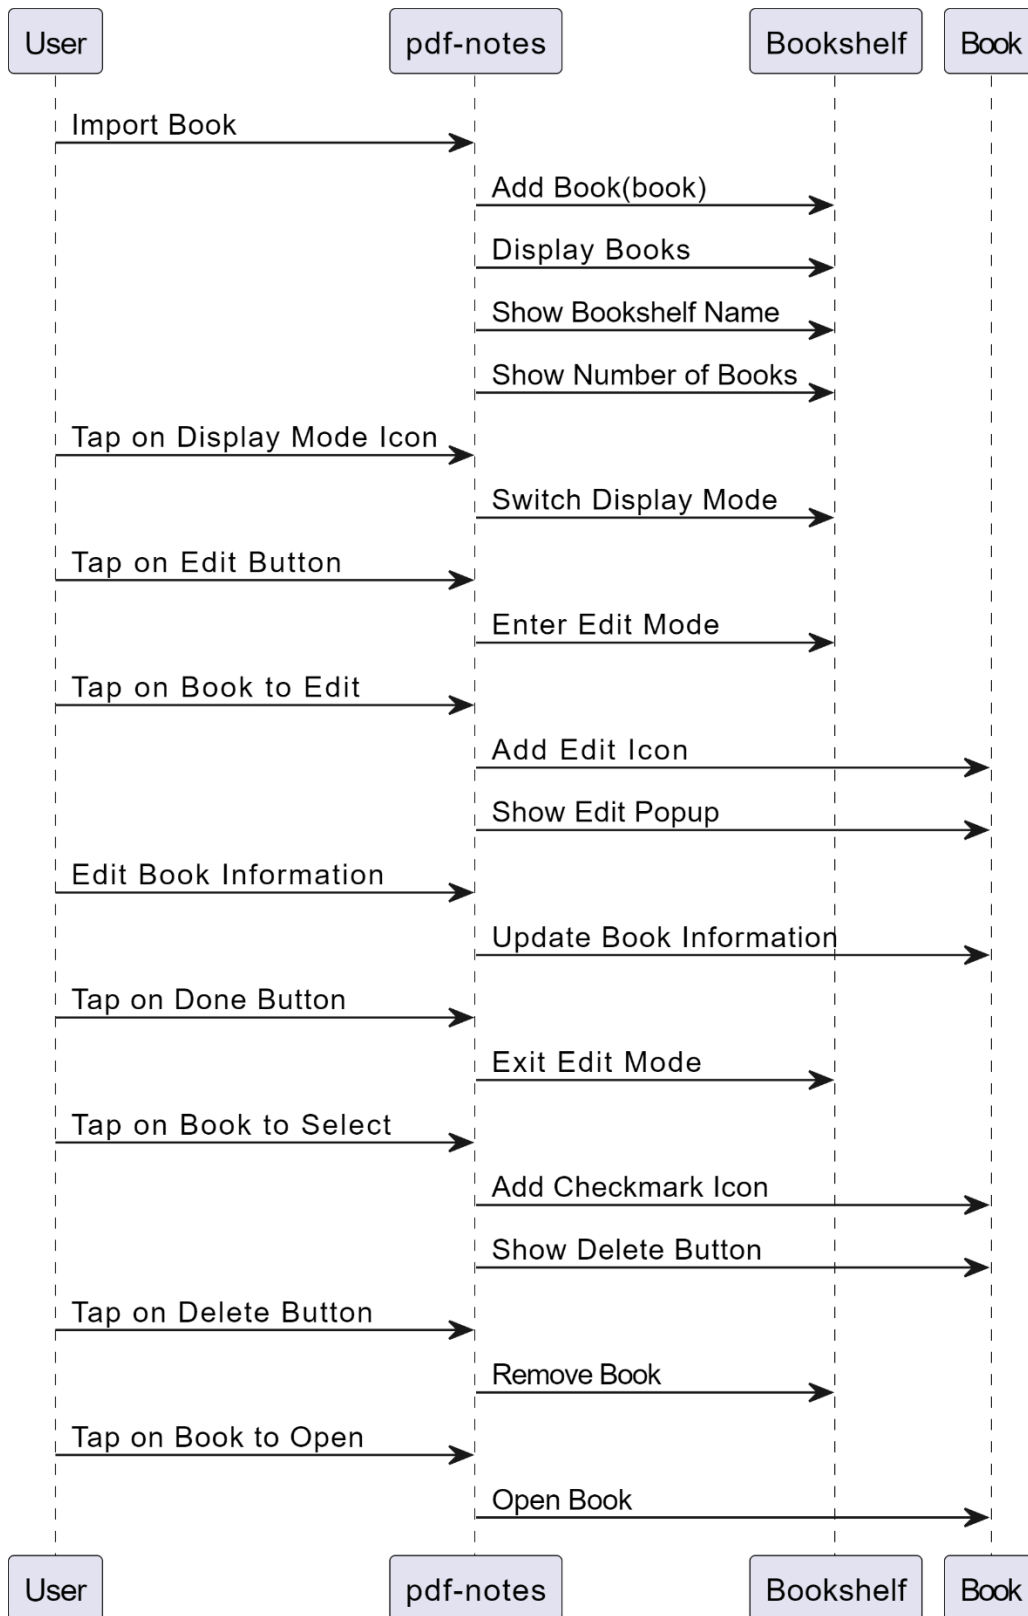 User pdf-notes Bookshelf Book
Import Book
Add Book(book)
Display Books
Show Bookshelf Name
Show Number of Books
Tap on Display Mode Icon
Switch Display Mode
Tap on Edit Button
Enter Edit Mode
Tap on Book to Edit
Add Edit Icon
Show Edit Popup
Edit Book Information
Update Book Information
Tap on Done Button
Exit Edit Mode
Tap on Book to Select
Add Checkmark Icon
Show Delete Button
Tap on Delete Button
Remove Book
Tap on Book to Open
Open Book
User pdf-notes Bookshelf Book